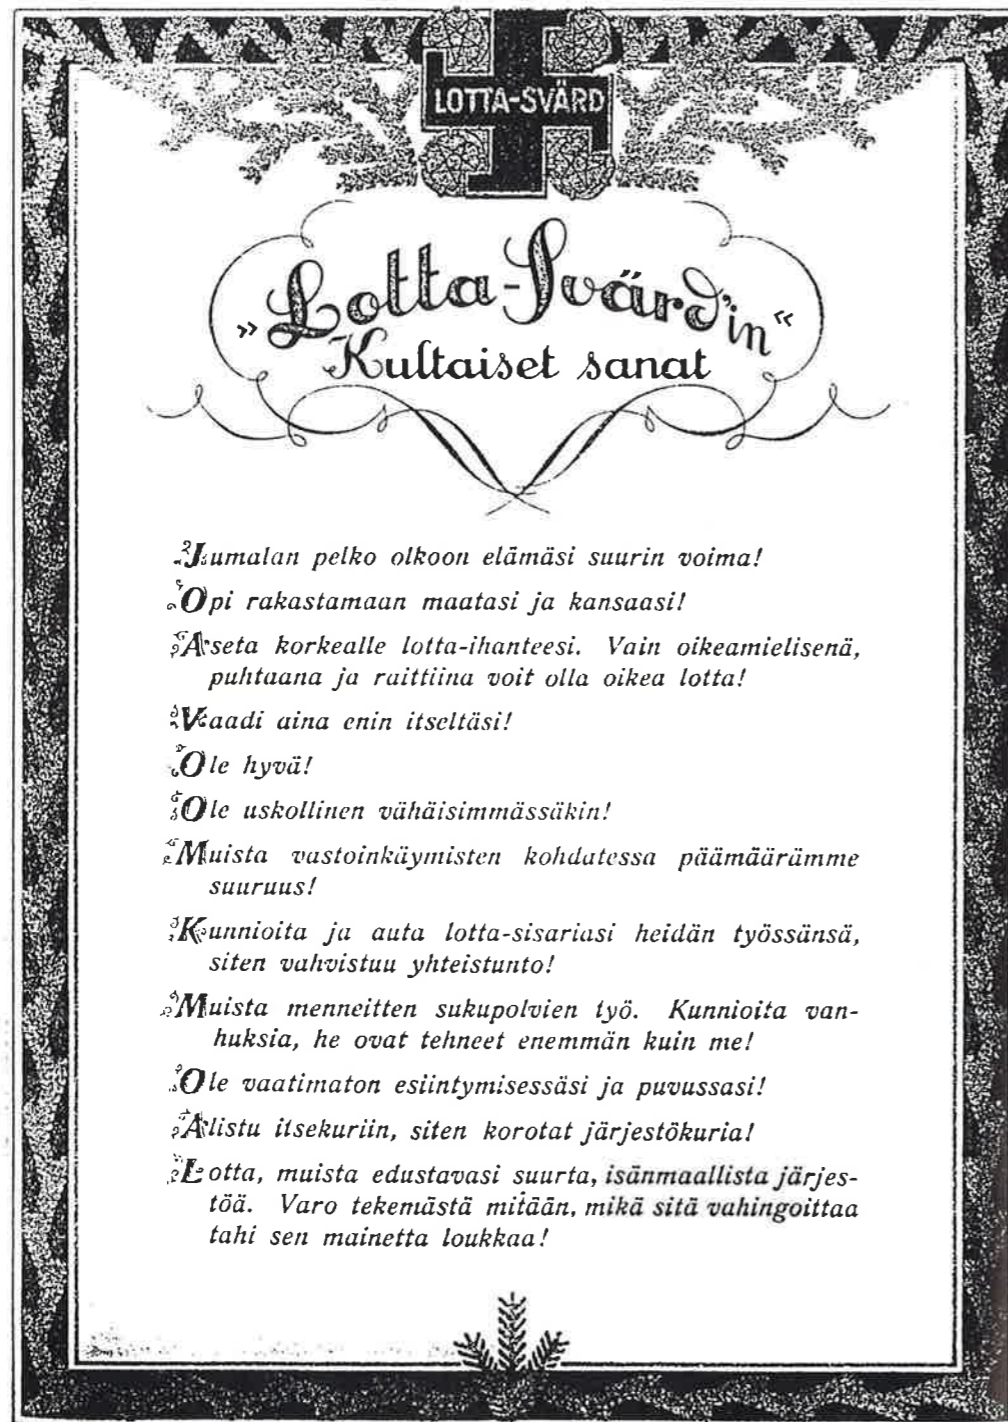 LOTTA-SVÄRD
»Lotta-Svärd'in«
Kultaiset sanat
Jumalan pelko olkoon elämäsi suurin voima!
Opi rakastamaan maatasi ja kansaasi!
Aseta korkealle lotta-ihanteesi. Vain oikeamielisenä,
puhtaana ja raittiina voit olla oikea lotta!
Vaadi aina enin itseltäsi!
Ole hyvä!
Ole uskollinen vähäisimmässäkin!
Muista vastoinkäymisten kohdatessa päämäärämme
suuruus!
Kunnioita ja auta lotta-sisariasi heidän työssänsä,
siten vahvistuu yhteistunto!
Muista menneitten sukupolvien työ. Kunnioita van-
huksia, he ovat tehneet enemmän kuin me!
Ole vaatimaton esiintymisessäsi ja puvussasi!
Alistu itsekuriin, siten korotat järjestökuria!
Lotta, muista edustavasi suurta, isänmaallista järjes-
töä. Varo tekemästä mitään, mikä sitä vahingoittaa
tahi sen mainetta loukkaa!